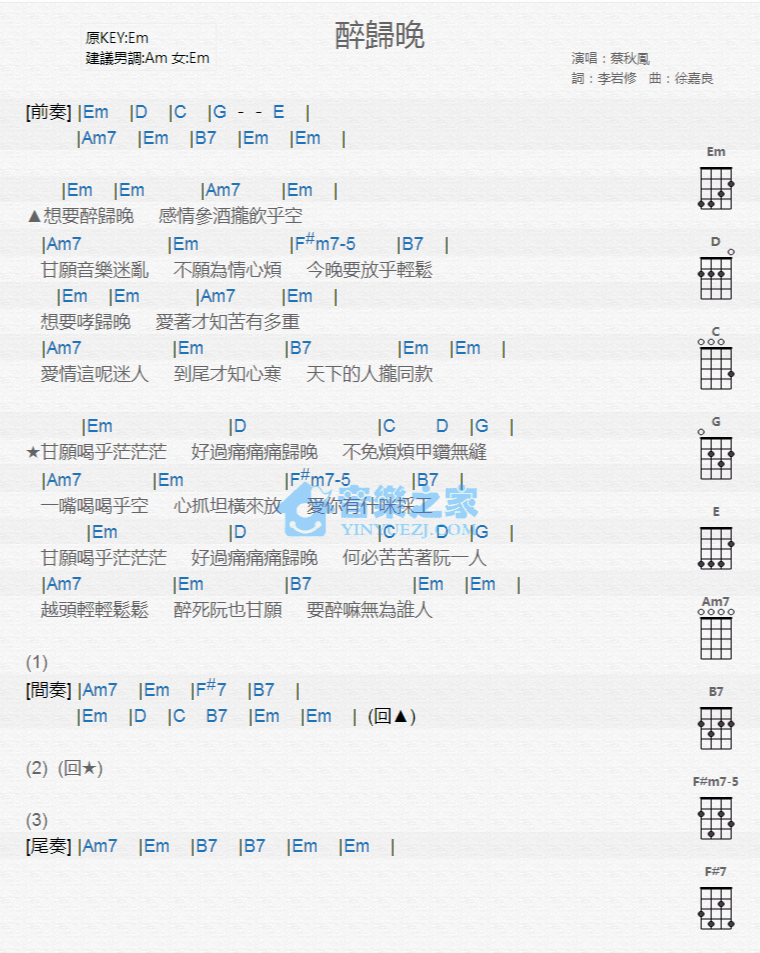 醉歸晚
原KEY:Em
建議男調:Am 女:Em
演唱：蔡秋鳳
詞：李岩修　曲：徐嘉良
[前奏] |Em |D |C |G - - E |
|Am7 |Em |B7 |Em |Em |
|Em |Em |Am7 |Em |
▲想要醉歸晚 感情參酒攏飲乎空
|Am7 |Em |F#m7-5 |B7 |
甘願音樂迷亂 不願為情心煩 今晚要放乎輕鬆
|Em |Em |Am7 |Em |
想要哮歸晚 愛著才知苦有多重
|Am7 |Em |B7 |Em |Em |
愛情這呢迷人 到尾才知心寒 天下的人攏同款
|Em |D |C D |G |
★甘願喝乎茫茫茫 好過痛痛痛歸晚 不免煩煩甲鑽無縫
|Am7 |Em |F#m7-5 |B7 |
一嘴喝喝乎空 心抓坦橫來放 愛你有什咪採工
音樂之家
YINYUEZJ.COM
|Em |D |C D |G |
甘願喝乎茫茫茫 好過痛痛痛歸晚 何必苦苦著阮一人
|Am7 |Em |B7 |Em |Em |
越頭輕輕鬆鬆 醉死阮也甘願 要醉嘛無為誰人
(1)
[間奏] |Am7 |Em |F#7 |B7 |
|Em |D |C B7 |Em |Em | (回▲)
(2) (回★)
(3)
[尾奏] |Am7 |Em |B7 |B7 |Em |Em |
Em
D
C
G
E
Am7
B7
F#m7-5
F#7